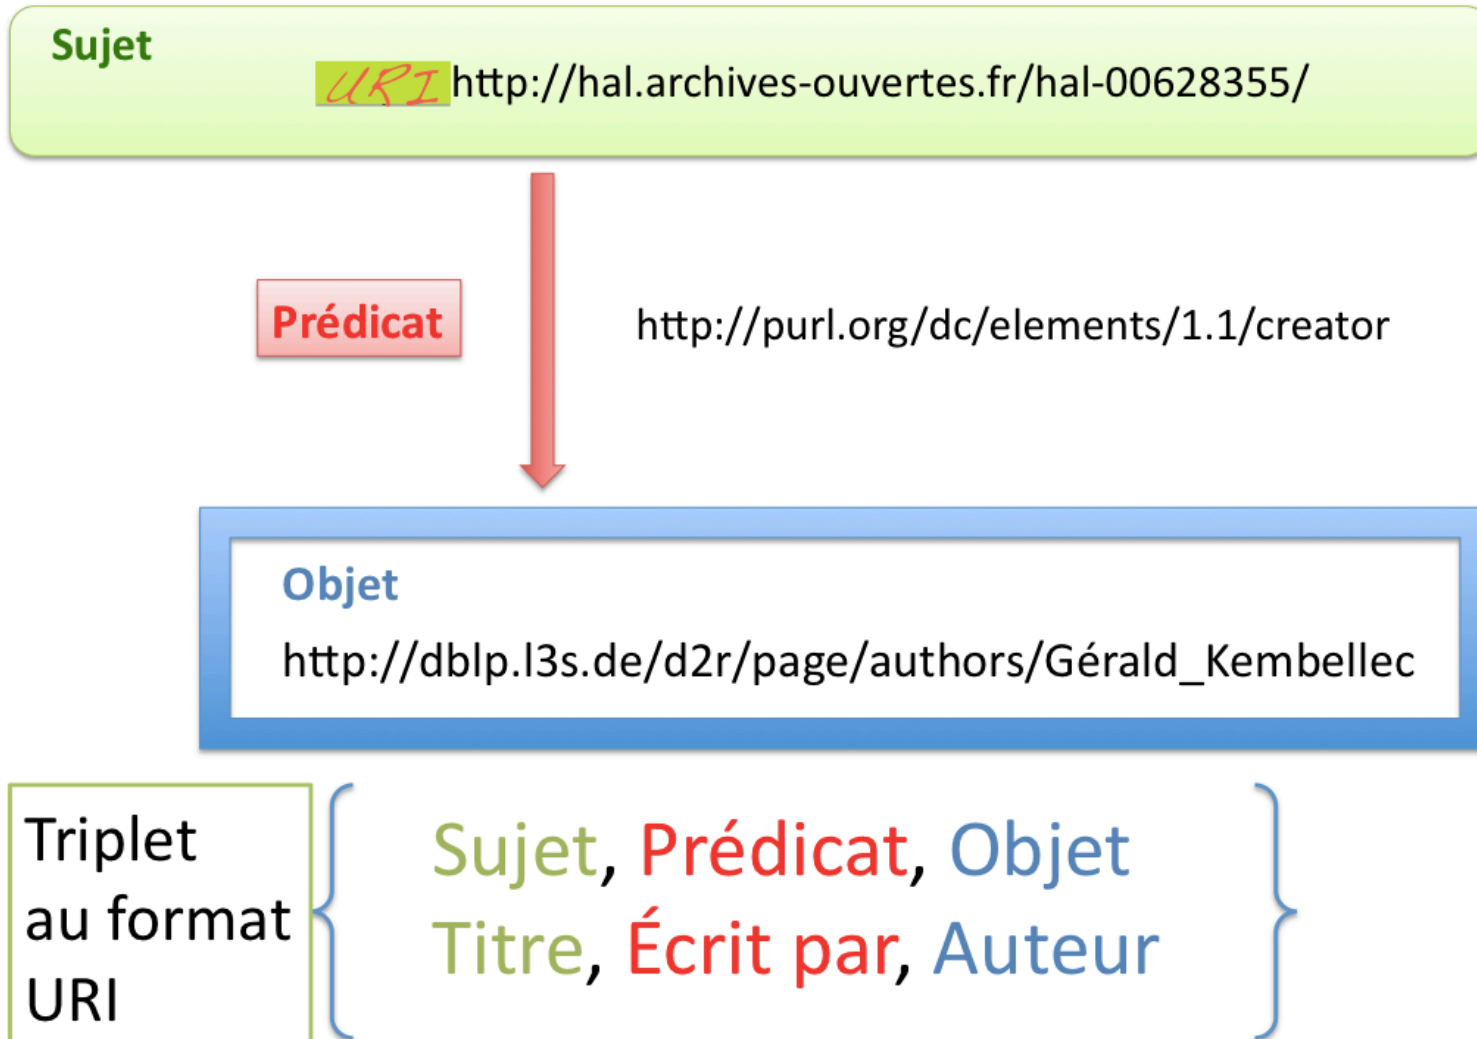 Sujet
URI http://hal.archives-ouvertes.fr/hal-00628355/
Prédicat
http://purl.org/dc/elements/1.1/creator
Objet
http://dblp.l3s.de/d2r/page/authors/Gérald_Kembellec
Triplet
au format
URI
Sujet, Prédicat, Objet
Titre, Écrit par, Auteur